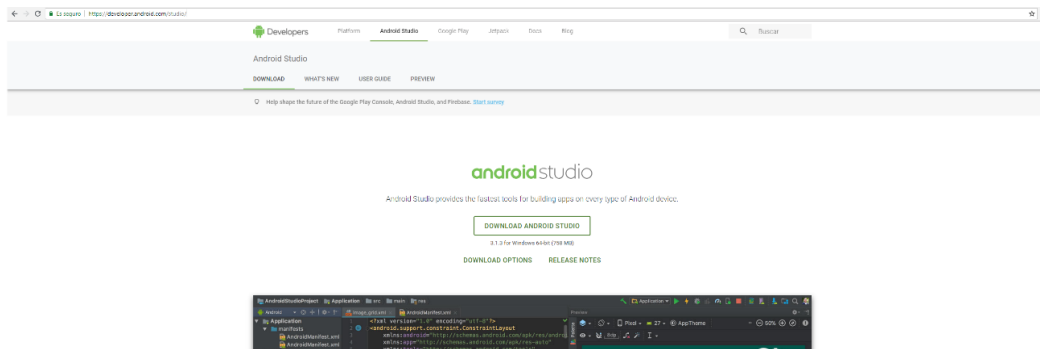 Es seguro | https://developer.android.com/studio/
Developers Platform Android Studio Google Play Jetpack Docs Blog Buscar
Android Studio
DOWNLOAD WHAT'S NEW USER GUIDE PREVIEW
Help shape the future of the Google Play Console, Android Studio, and Firebase. Start survey
androidstudio
Android Studio provides the fastest tools for building apps on every type of Android device.
DOWNLOAD ANDROID STUDIO
3.1.3 for Windows 64-bit (758 MB)
DOWNLOAD OPTIONS RELEASE NOTES
AndroidStudioProject Application src main res Application
Android image_grid.xml AndroidManifest.xml Preview
Application <?xml version="1.0" encoding="utf-8"?> Pixel 27 AppTheme 50%
manifests <android.support.constraint.ConstraintLayout
AndroidManifest.xml xmlns:android="http://schemas.android.com/apk/res/android
AndroidManifest.xml xmlns:app="http://schemas.android.com/apk/res-auto"